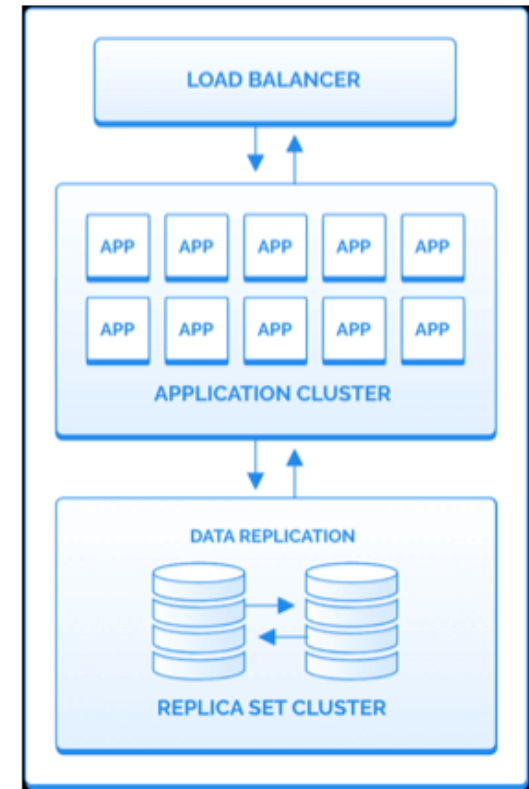 LOAD BALANCER
APP APP APP APP APP
APP APP APP APP APP
APPLICATION CLUSTER
DATA REPLICATION
REPLICA SET CLUSTER